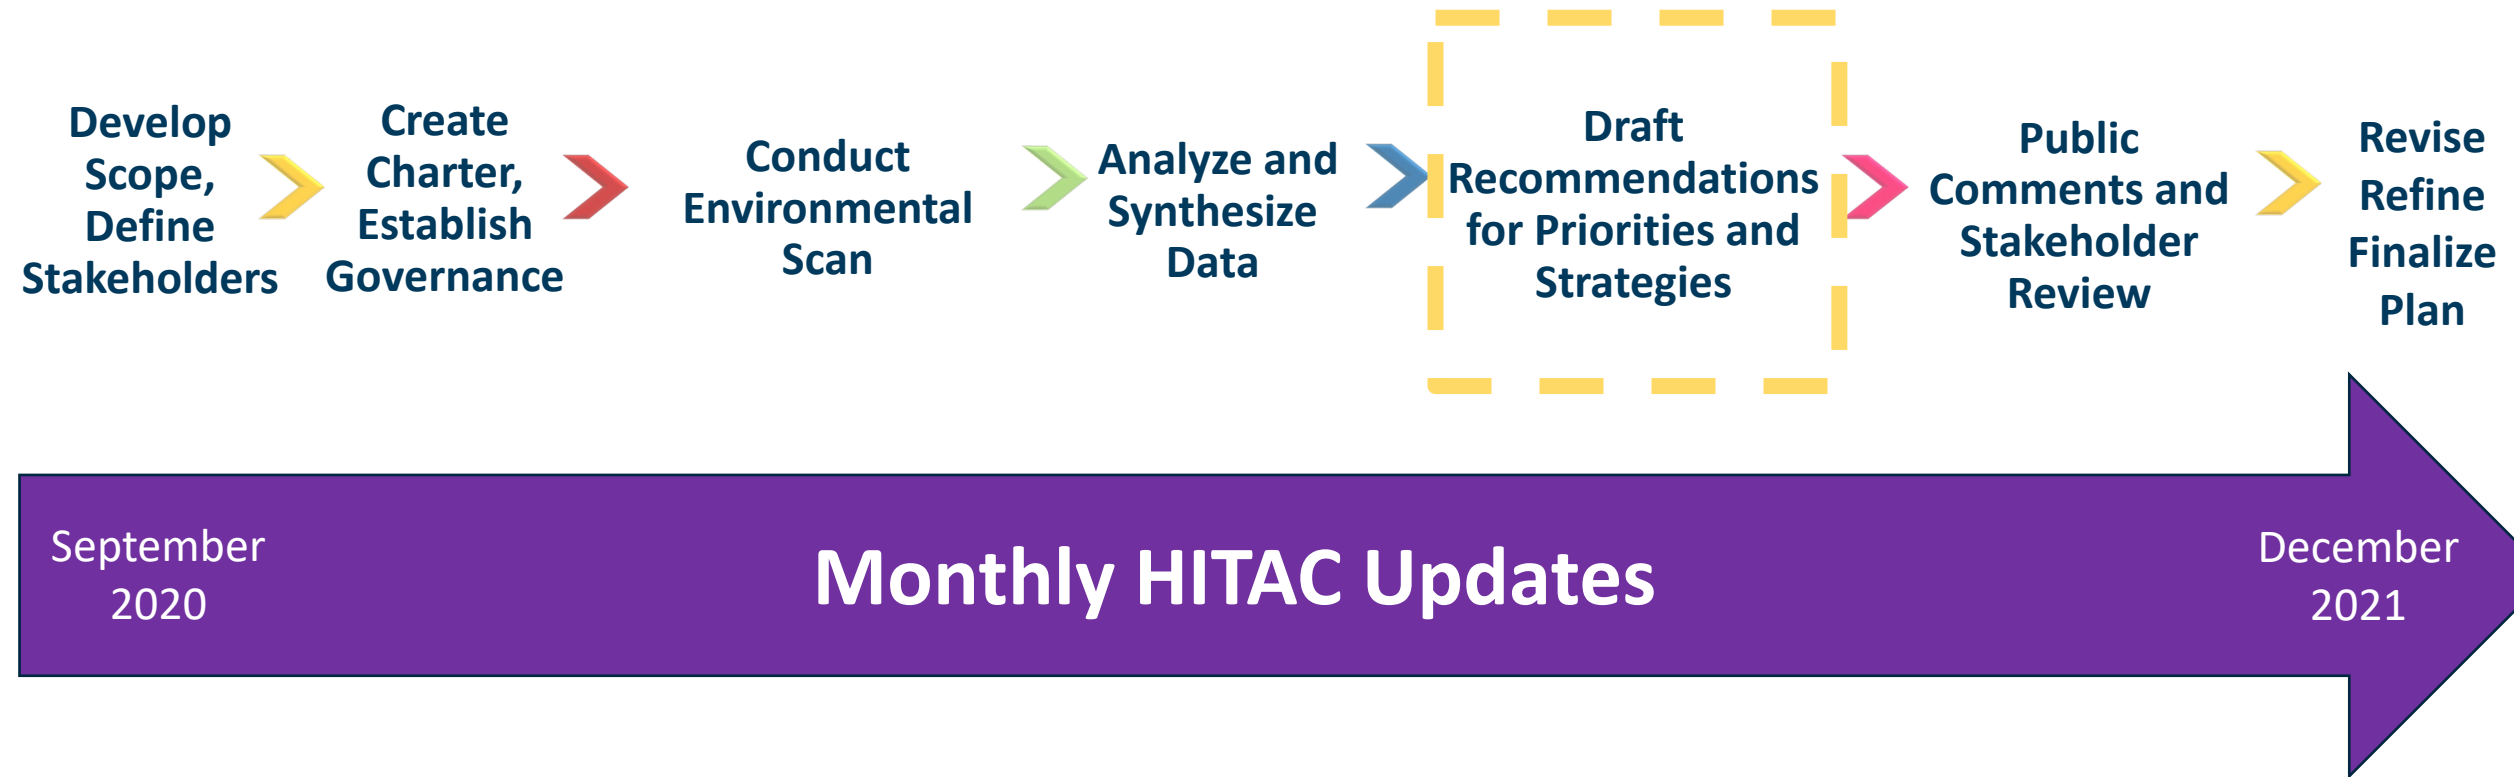 Develop
Scope,
Define
Stakeholders
Create
Charter,
Establish
Governance
Conduct
Environmental
Scan
Analyze and
Synthesize
Data
Draft
Recommendations
for Priorities and
Strategies
Public
Comments and
Stakeholder
Review
Revise
Refine
Finalize
Plan
September
2020
Monthly HITAC Updates
December
2021